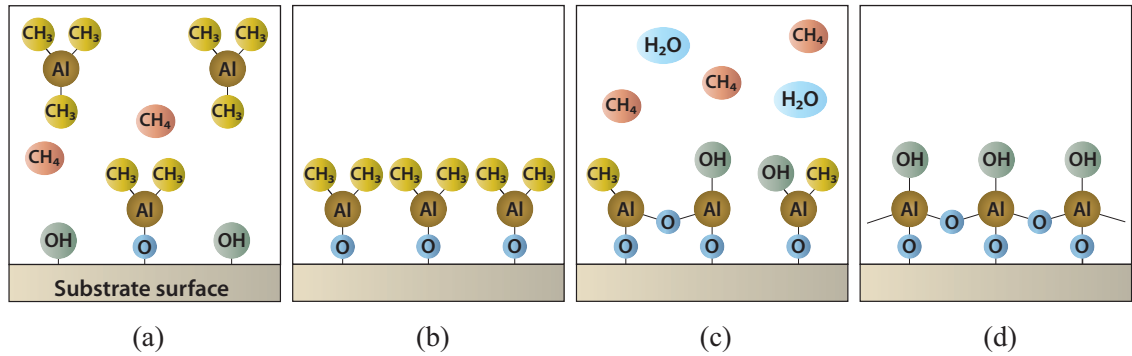 CH₃ CH₃ CH₃ CH₃
Al Al
CH₃ CH₃
CH₄
CH₄
CH₃ CH₃
Al
OH O OH
Substrate surface
(a)
CH₃ CH₃ CH₃ CH₃ CH₃ CH₃
Al Al Al
O O O
(b)
CH₄
H₂O
CH₄
CH₄ H₂O
OH
CH₃ OH CH₃
Al Al Al
O
O O O
(c)
OH OH OH
Al Al Al
O O
O O O
(d)